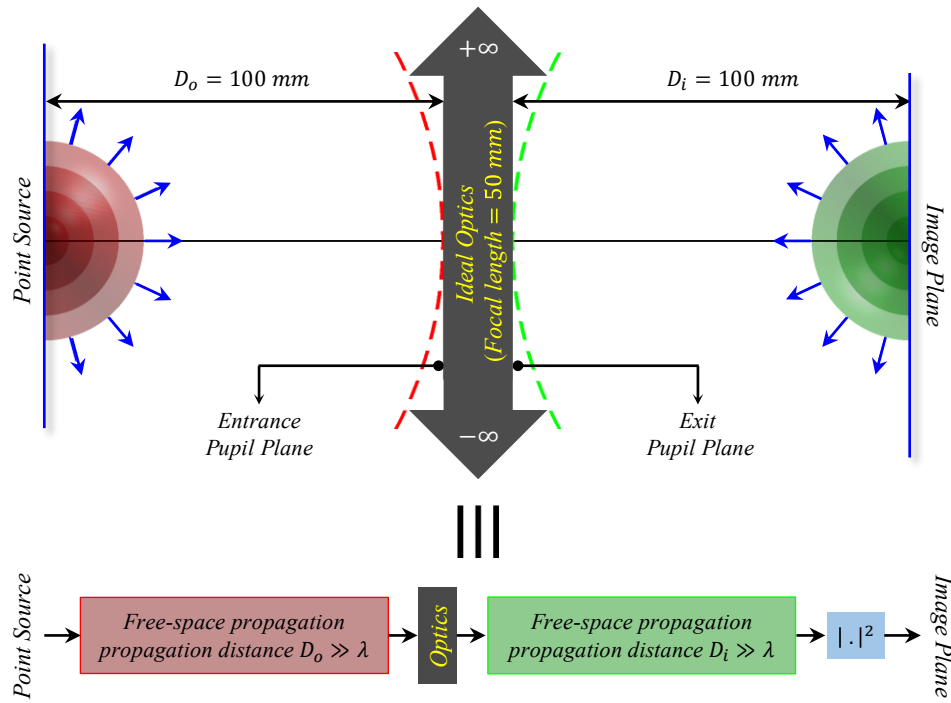 +∞
D_o = 100 mm
D_i = 100 mm
Point Source
Ideal Optics
(Focal length = 50 mm)
Image Plane
Entrance
Pupil Plane
Exit
Pupil Plane
−∞
Point Source
Free-space propagation
propagation distance D_o ≫ λ
Optics
Free-space propagation
propagation distance D_i ≫ λ
| . |²
Image Plane